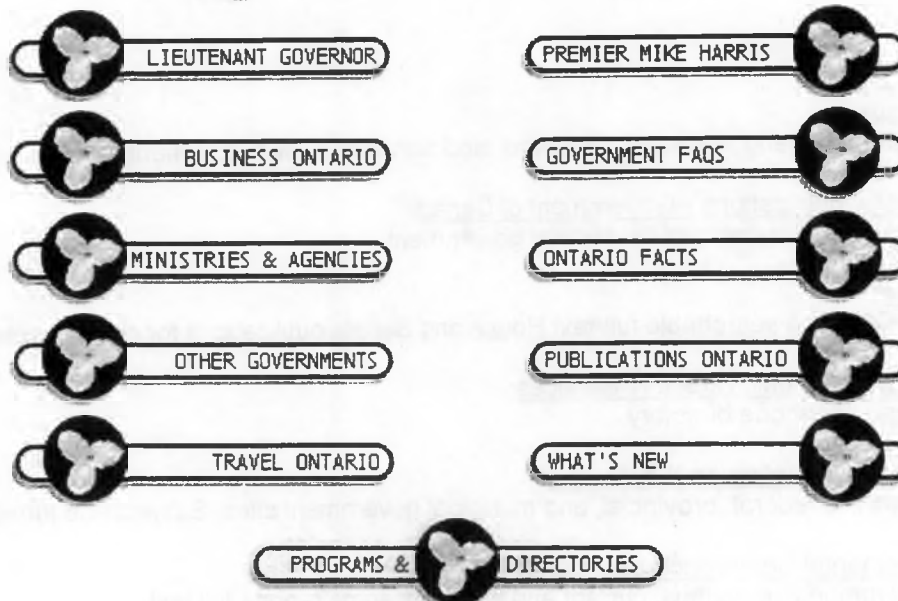 LIEUTENANT GOVERNOR
PREMIER MIKE HARRIS
BUSINESS ONTARIO
GOVERNMENT FAQS
MINISTRIES & AGENCIES
ONTARIO FACTS
OTHER GOVERNMENTS
PUBLICATIONS ONTARIO
TRAVEL ONTARIO
WHAT'S NEW
PROGRAMS & DIRECTORIES